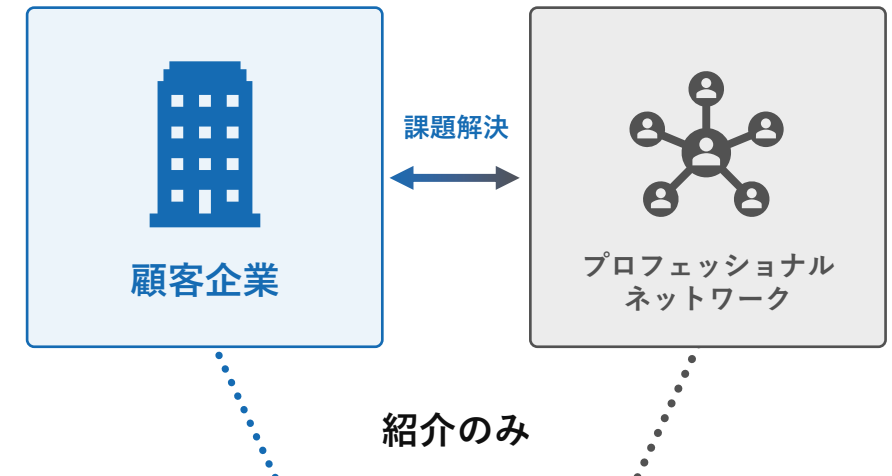 課題解決
顧客企業
プロフェッショナル
ネットワーク
紹介のみ